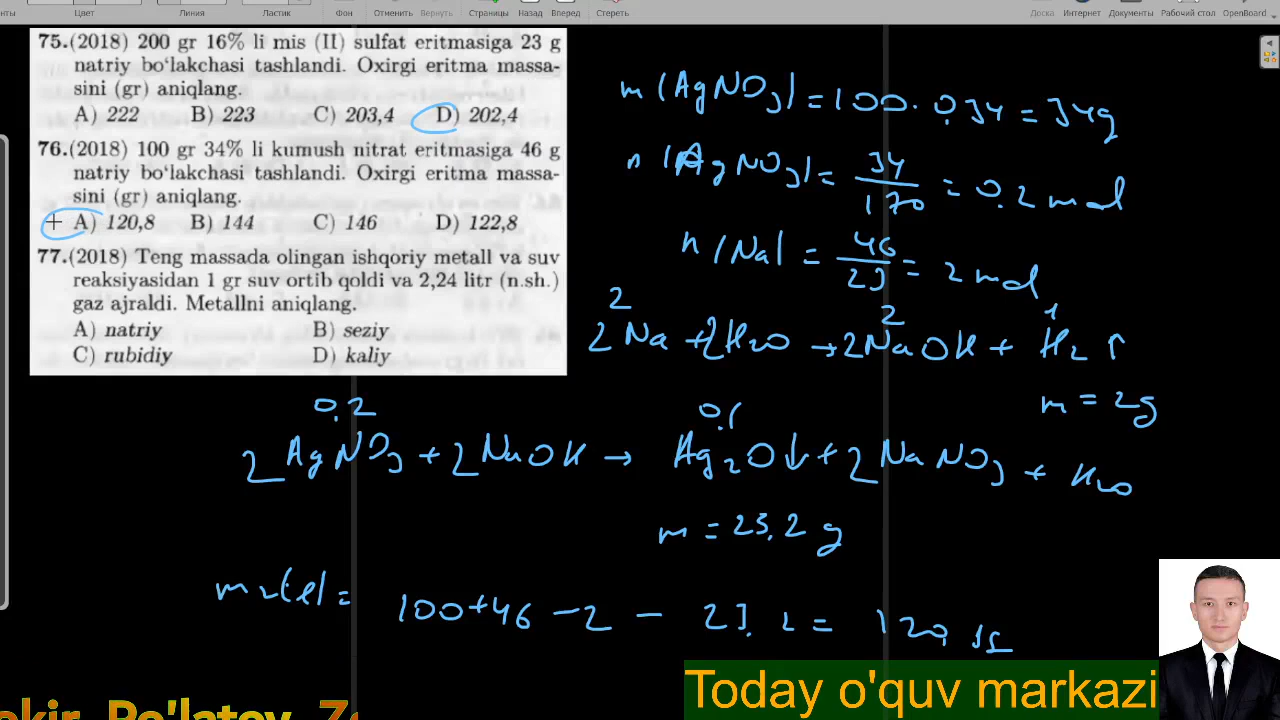 Цвет Линия Ластик Фон Отменить Вернуть Страницы Назад Вперед Стереть Доска Интернет Документы Рабочий стол OpenBoard
75.(2018) 200 gr 16% li mis (II) sulfat eritmasiga 23 g
natriy bo'lakchasi tashlandi. Oxirgi eritma massa-
sini (gr) aniqlang.
A) 222 B) 223 C) 203,4 D) 202,4
76.(2018) 100 gr 34% li kumush nitrat eritmasiga 46 g
natriy bo'lakchasi tashlandi. Oxirgi eritma massa-
sini (gr) aniqlang.
+ A) 120,8 B) 144 C) 146 D) 122,8
77.(2018) Teng massada olingan ishqoriy metall va suv
reaksiyasidan 1 gr suv ortib qoldi va 2,24 litr (n.sh.)
gaz ajraldi. Metallni aniqlang.
A) natriy B) seziy
C) rubidiy D) kaliy
m(AgNO3)=100·0,34=34g
n(AgNO3)=34/170=0.2 mol
n(Na)=46/23=2 mol
2 2 1
2Na+2H2O→2NaOH+H2↑
m=2g
0.2 0.1
2AgNO3+2NaOH→Ag2O↓+2NaNO3+H2O
m=23.2g
100+46-2-23.2=120,
Today o'quv markazi
Po'latov